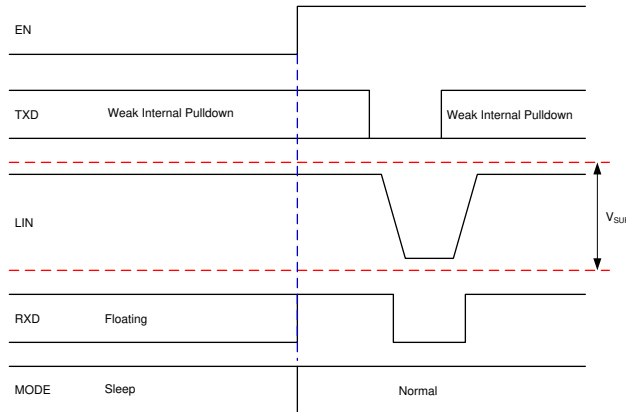 EN
TXD Weak Internal Pulldown Weak Internal Pulldown
LIN
RXD Floating
MODE Sleep Normal